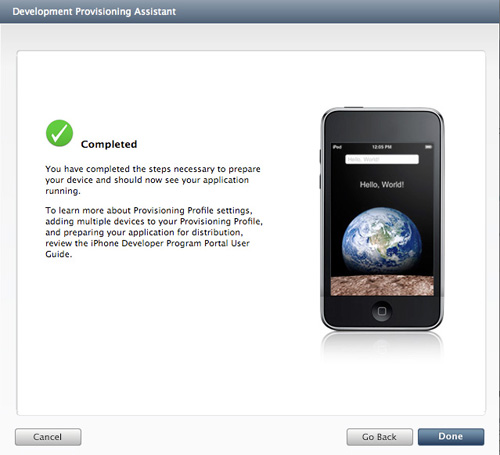 Development Provisioning Assistant
Completed
You have completed the steps necessary to prepare
your device and should now see your application
running.
To learn more about Provisioning Profile settings,
adding multiple devices to your Provisioning Profile,
and preparing your application for distribution,
review the iPhone Developer Program Portal User
Guide.
iPod 12:05 PM
Hello, World!
Hello, World!
Cancel
Go Back
Done